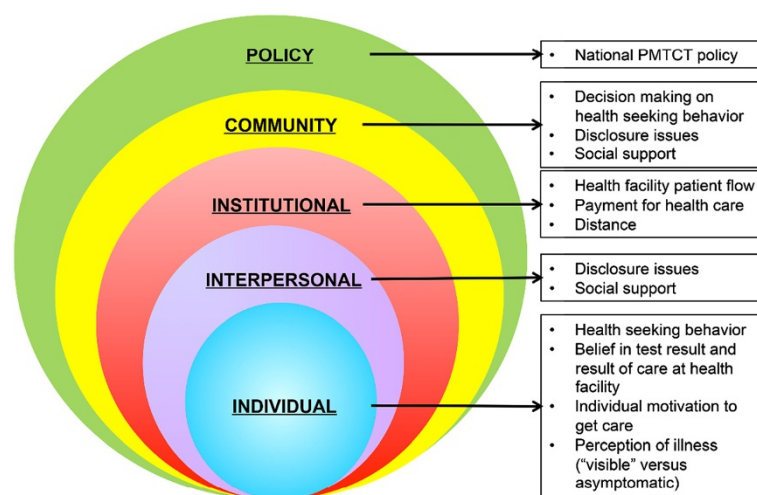 POLICY
• National PMTCT policy
COMMUNITY
• Decision making on
health seeking behavior
• Disclosure issues
• Social support
INSTITUTIONAL
• Health facility patient flow
• Payment for health care
• Distance
INTERPERSONAL
• Disclosure issues
• Social support
INDIVIDUAL
• Health seeking behavior
• Belief in test result and
result of care at health
facility
• Individual motivation to
get care
• Perception of illness
(“visible” versus
asymptomatic)